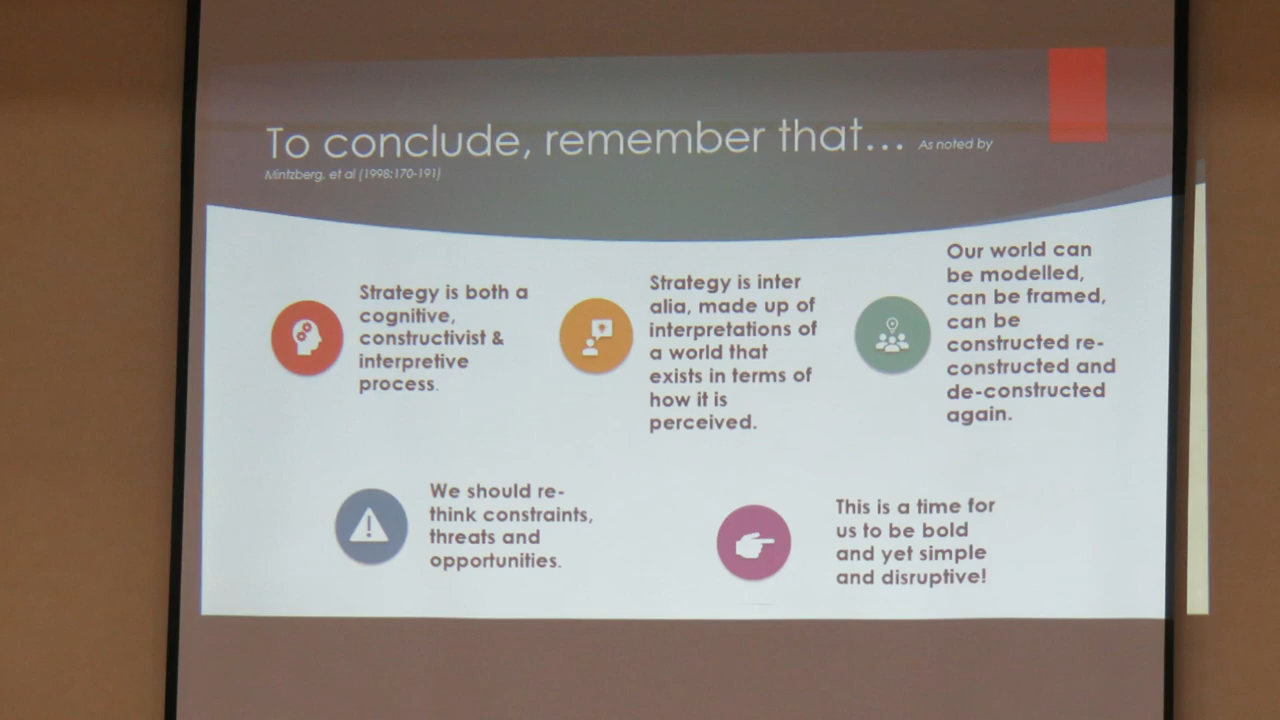 To conclude, remember that... As noted by
Mintzberg, et al (1998:170-191)
Strategy is both a
cognitive,
constructivist &
interpretive
process.
Strategy is inter
alia, made up of
interpretations of
a world that
exists in terms of
how it is
perceived.
Our world can
be modelled,
can be framed,
can be
constructed re-
constructed and
de-constructed
again.
We should re-
think constraints,
threats and
opportunities.
This is a time for
us to be bold
and yet simple
and disruptive!